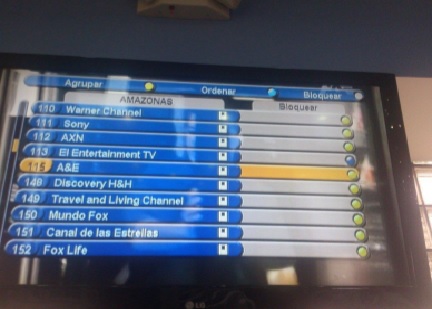 Agrupar Ordenar Bloquear
AMAZONAS Bloquear
110 Warner Channel
111 Sony
112 AXN
113 E! Entertainment TV
115 A&E
148 Discovery H&H
149 Travel and Living Channel
150 Mundo Fox
151 Canal de las Estrellas
152 Fox Life
LG